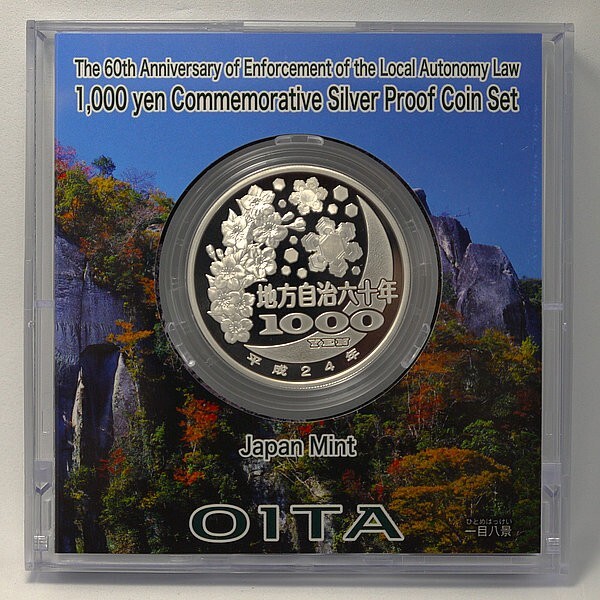 The 60th Anniversary of Enforcement of the Local Autonomy Law
1,000 yen Commemorative Silver Proof Coin Set
地方自治六十年
1000
YEN
平成24年
Japan Mint
OITA
ひとめはっけい
一目八景